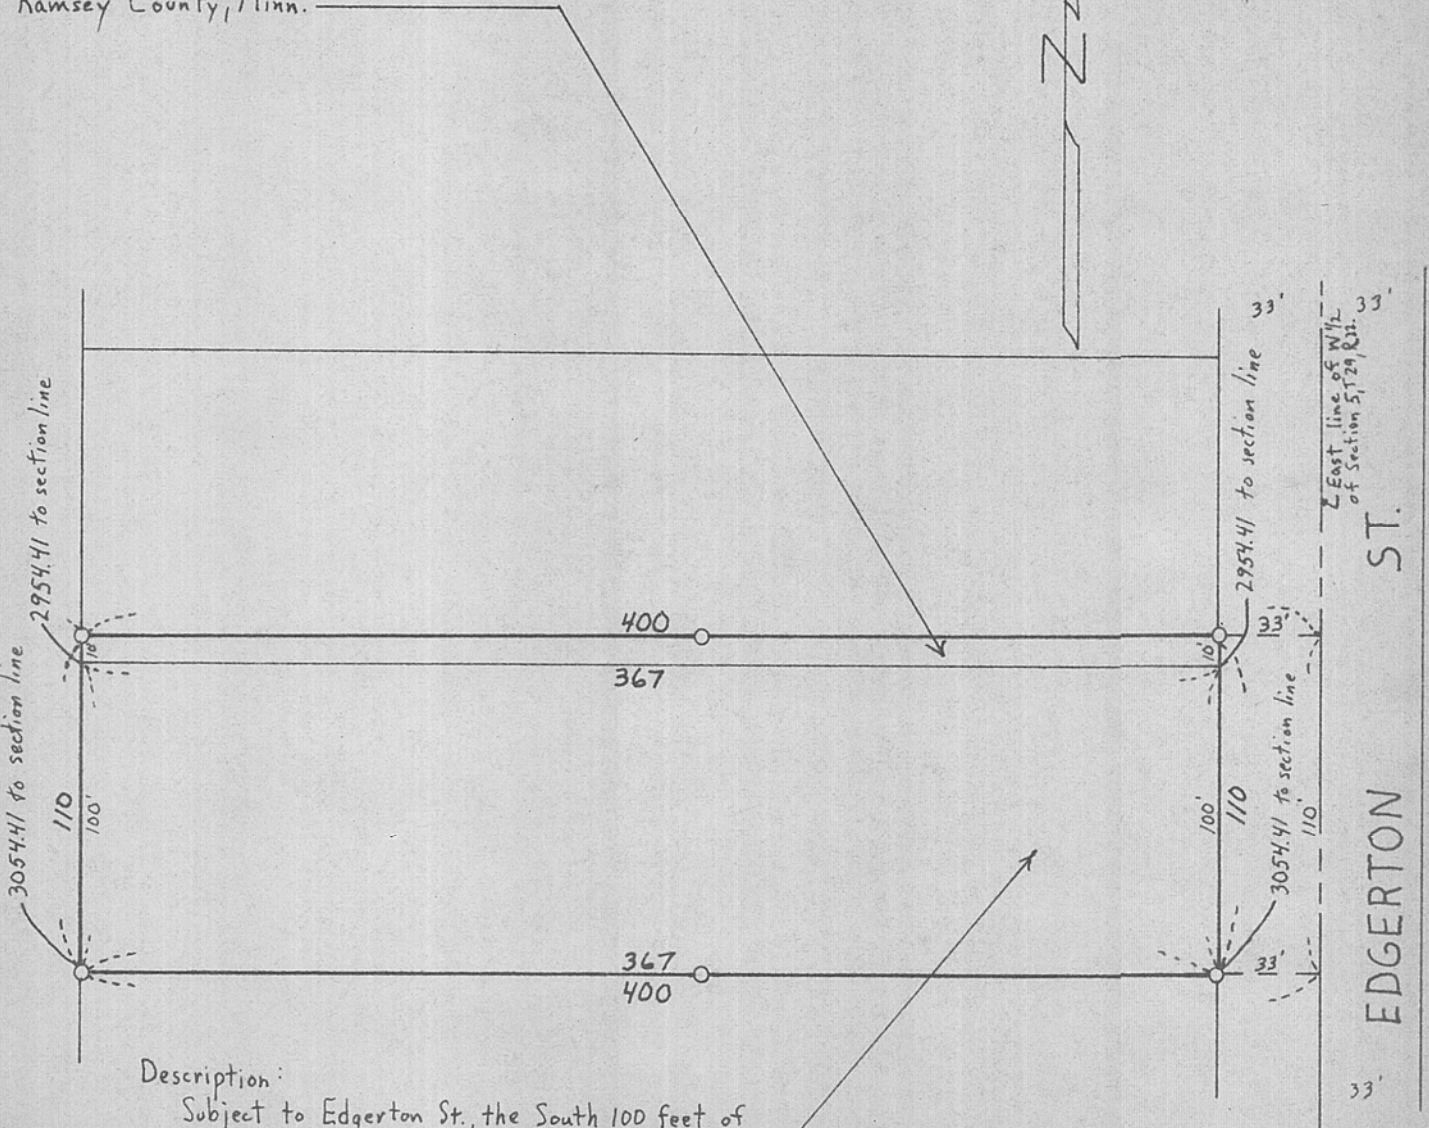 Ramsey County, Minn.
N
33'
33'
East line of W 1/2
of Section 5, T29, R22.
2954.41 to section line
2954.41 to section line
ST.
400
33'
10'
10'
367
3054.41 to section line
3054.41 to section line
110
100'
100'
110
110'
EDGERTON
367
33'
400
33'
Description:
Subject to Edgerton St., the South 100 feet of